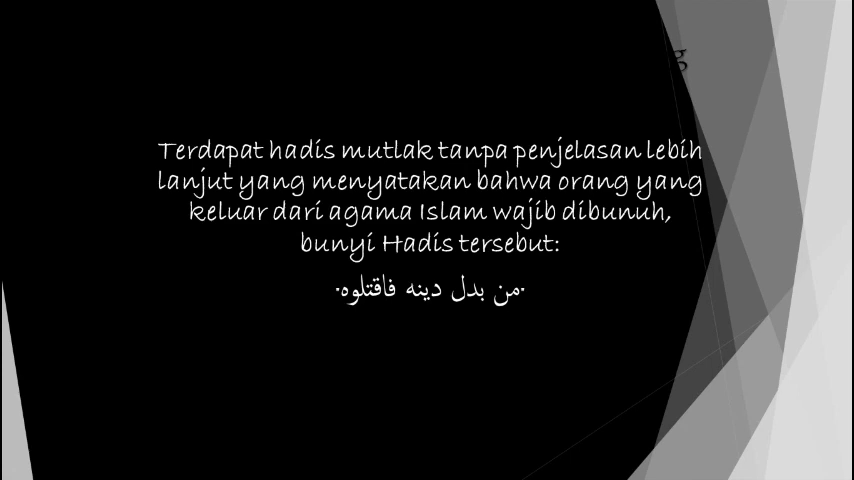 Terdapat hadis mutlak tanpa penjelasan lebih
lanjut yang menyatakan bahwa orang yang
keluar dari agama Islam wajib dibunuh,
bunyi Hadis tersebut:
.من بدل دينه فاقتلوه.